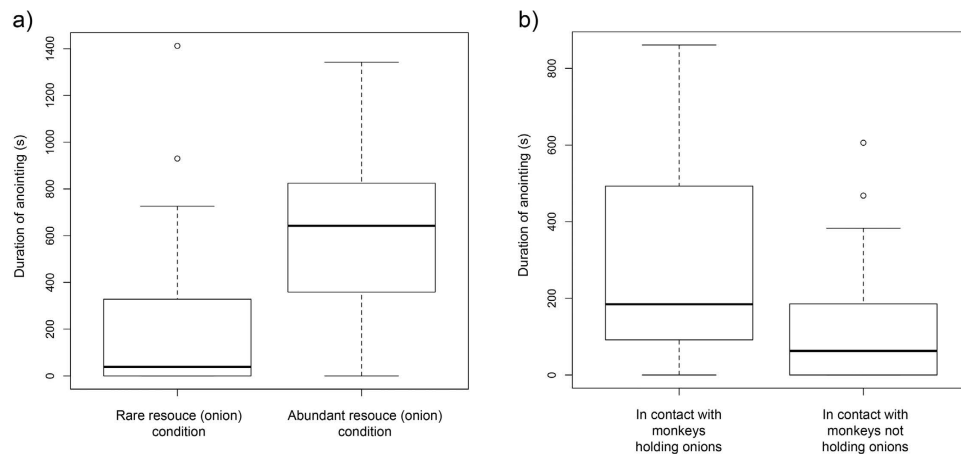 a)
Duration of anointing (s)
1400
1200
1000
800
600
400
200
0
Rare resouce (onion)
condition
Abundant resouce (onion)
condition
b)
Duration of anointing (s)
800
600
400
200
0
In contact with
monkeys
holding onions
In contact with
monkeys not
holding onions